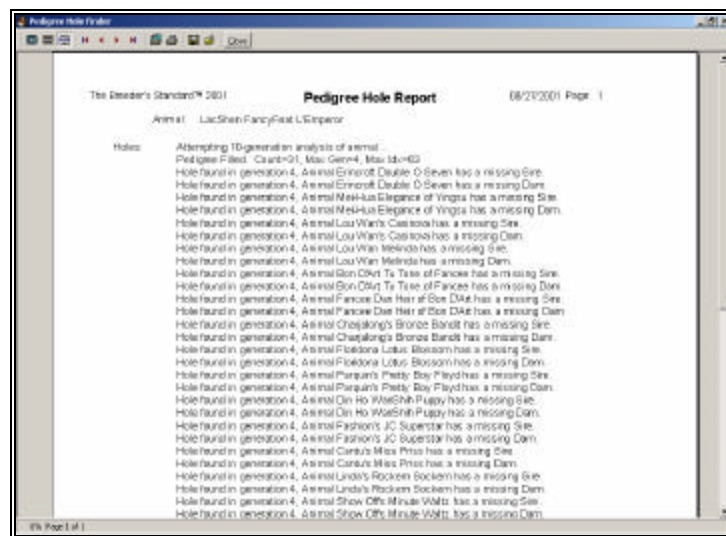 Pedigree Hole Finder
Close
The Breeder's Standard™ 2001 Pedigree Hole Report 08/27/2001 Page 1
Animal LacShen FancyFeet L'Emperor
Holes: Attempting 10-generation analysis of animal...
Pedigree Filled. Count=31, Max Gen=4, Max Idx=63
Hole found in generation 4, Animal Erincroft Double O Seven has a missing Sire.
Hole found in generation 4, Animal Erincroft Double O Seven has a missing Dam.
Hole found in generation 4, Animal Mei-Hua Elegance of Yingsu has a missing Sire.
Hole found in generation 4, Animal Mei-Hua Elegance of Yingsu has a missing Dam.
Hole found in generation 4, Animal Lou Wan's Casinova has a missing Sire.
Hole found in generation 4, Animal Lou Wan's Casinova has a missing Dam.
Hole found in generation 4, Animal Lou Wan Melinda has a missing Sire.
Hole found in generation 4, Animal Lou Wan Melinda has a missing Dam.
Hole found in generation 4, Animal Bon D'Art Ta Tone of Fancee has a missing Sire.
Hole found in generation 4, Animal Bon D'Art Ta Tone of Fancee has a missing Dam.
Hole found in generation 4, Animal Fancee Dan Heir of Bon D'Art has a missing Sire.
Hole found in generation 4, Animal Fancee Dan Heir of Bon D'Art has a missing Dam.
Hole found in generation 4, Animal Charjalong's Bronze Bandit has a missing Sire.
Hole found in generation 4, Animal Charjalong's Bronze Bandit has a missing Dam.
Hole found in generation 4, Animal Floridona Lotus Blossom has a missing Sire.
Hole found in generation 4, Animal Floridona Lotus Blossom has a missing Dam.
Hole found in generation 4, Animal Parquin's Pretty Boy Floyd has a missing Sire.
Hole found in generation 4, Animal Parquin's Pretty Boy Floyd has a missing Dam.
Hole found in generation 4, Animal Din Ho WanShih Puppy has a missing Sire.
Hole found in generation 4, Animal Din Ho WanShih Puppy has a missing Dam.
Hole found in generation 4, Animal Fashion's JC Superstar has a missing Sire.
Hole found in generation 4, Animal Fashion's JC Superstar has a missing Dam.
Hole found in generation 4, Animal Cantu's Miss Priss has a missing Sire.
Hole found in generation 4, Animal Cantu's Miss Priss has a missing Dam.
Hole found in generation 4, Animal Linda's Rockem Sockem has a missing Sire.
Hole found in generation 4, Animal Linda's Rockem Sockem has a missing Dam.
Hole found in generation 4, Animal Show Off's Minute Waltz has a missing Sire.
Hole found in generation 4, Animal Show Off's Minute Waltz has a missing Dam.
Page 1 of 1